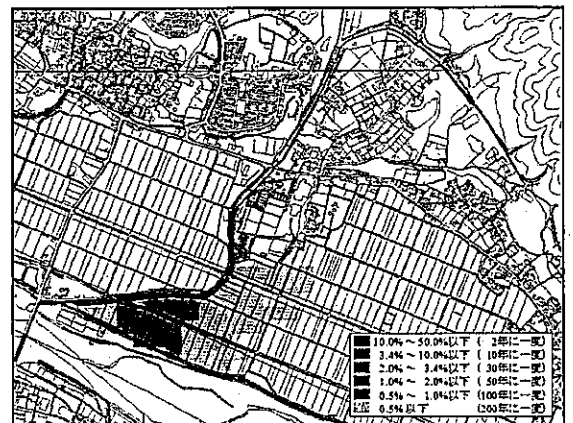 10.0%～50.0%以下 ( 2年に一度)
3.4%～10.0%以下 ( 10年に一度)
2.0%～ 3.4%以下 ( 30年に一度)
1.0%～ 2.0%以下 ( 50年に一度)
0.5%～ 1.0%以下 (100年に一度)
0.5%以下 (200年に一度)